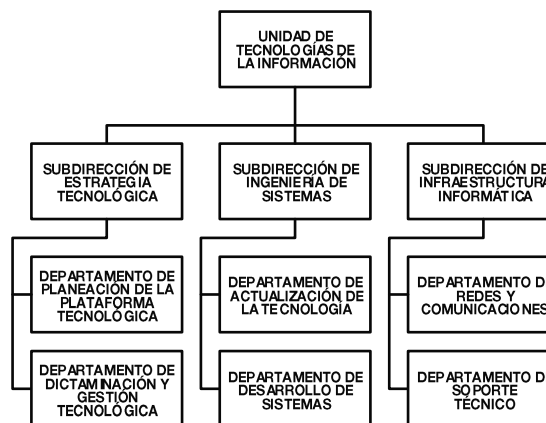 UNIDAD DE
TECNOLOGÍAS DE
LA INFORMACIÓN
SUBDIRECCIÓN DE
ESTRATEGIA
TECNOLÓGICA
SUBDIRECCIÓN DE
INGENIERÍA DE
SISTEMAS
SUBDIRECCIÓN DE
INFRAESTRUCTURA
INFORMÁTICA
DEPARTAMENTO DE
PLANEACIÓN DE LA
PLATAFORMA
TECNOLÓGICA
DEPARTAMENTO DE
ACTUALIZACIÓN DE
LA TECNOLOGÍA
DEPARTAMENTO DE
REDES Y
COMUNICACIONES
DEPARTAMENTO DE
DICTAMINACIÓN Y
GESTIÓN
TECNOLÓGICA
DEPARTAMENTO DE
DESARROLLO DE
SISTEMAS
DEPARTAMENTO DE
SOPORTE
TÉCNICO